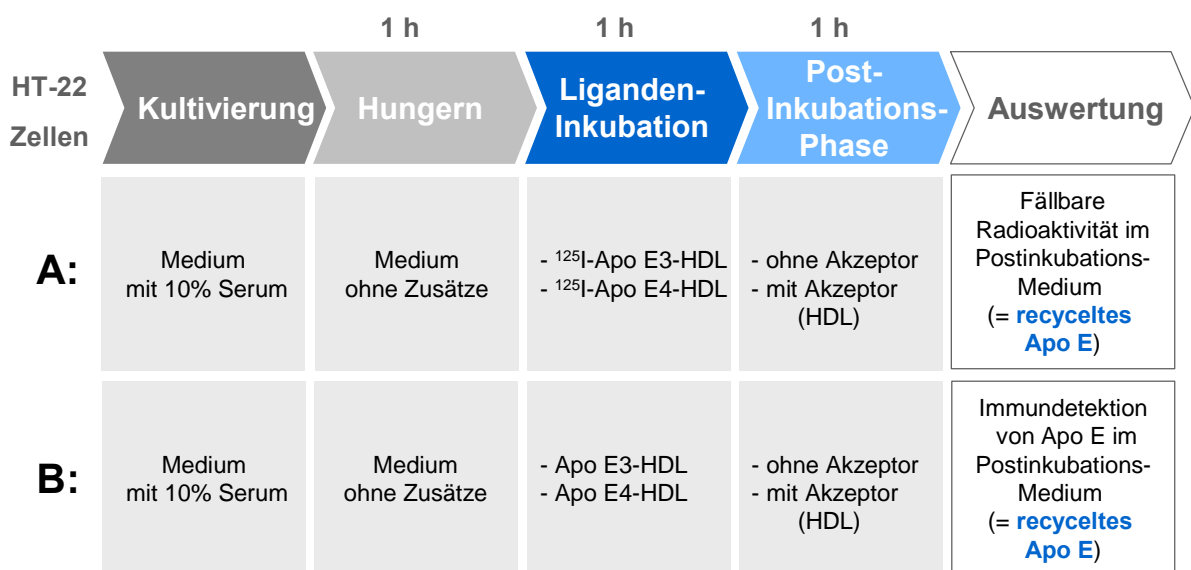 1 h
1 h
1 h
HT-22
Zellen
Kultivierung
Hungern
Liganden-
Inkubation
Post-
Inkubations-
Phase
Auswertung
A:
Medium
mit 10% Serum
Medium
ohne Zusätze
- ¹²⁵I-Apo E3-HDL
- ¹²⁵I-Apo E4-HDL
- ohne Akzeptor
- mit Akzeptor
(HDL)
Fällbare
Radioaktivität im
Postinkubations-
Medium
(= recyceltes
Apo E)
B:
Medium
mit 10% Serum
Medium
ohne Zusätze
- Apo E3-HDL
- Apo E4-HDL
- ohne Akzeptor
- mit Akzeptor
(HDL)
Immundetektion
von Apo E im
Postinkubations-
Medium
(= recyceltes
Apo E)